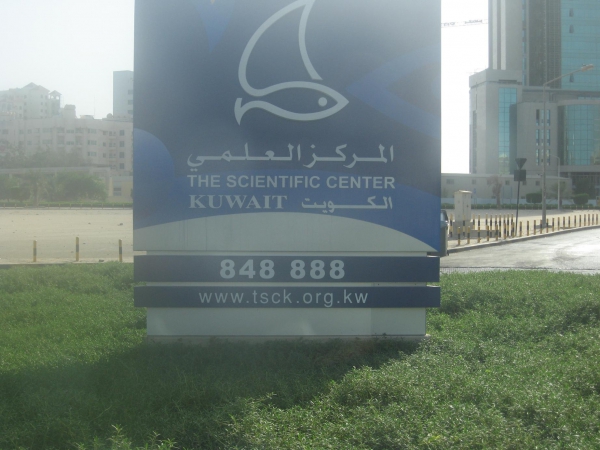 المركز العلمي
THE SCIENTIFIC CENTER
KUWAIT الكويت
848 888
www.tsck.org.kw